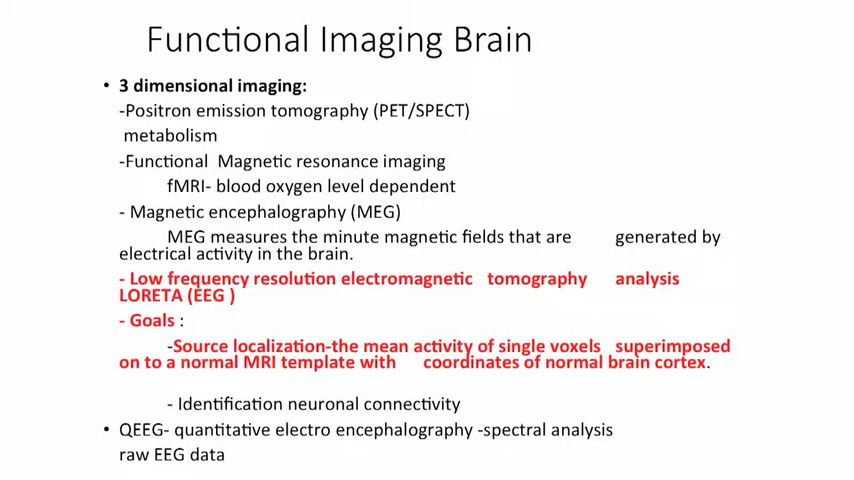 Functional Imaging Brain
• 3 dimensional imaging:
-Positron emission tomography (PET/SPECT)
metabolism
-Functional Magnetic resonance imaging
fMRI- blood oxygen level dependent
- Magnetic encephalography (MEG)
MEG measures the minute magnetic fields that are generated by
electrical activity in the brain.
- Low frequency resolution electromagnetic tomography analysis
LORETA (EEG )
- Goals :
-Source localization-the mean activity of single voxels superimposed
on to a normal MRI template with coordinates of normal brain cortex.
- Identification neuronal connectivity
• QEEG- quantitative electro encephalography -spectral analysis
raw EEG data